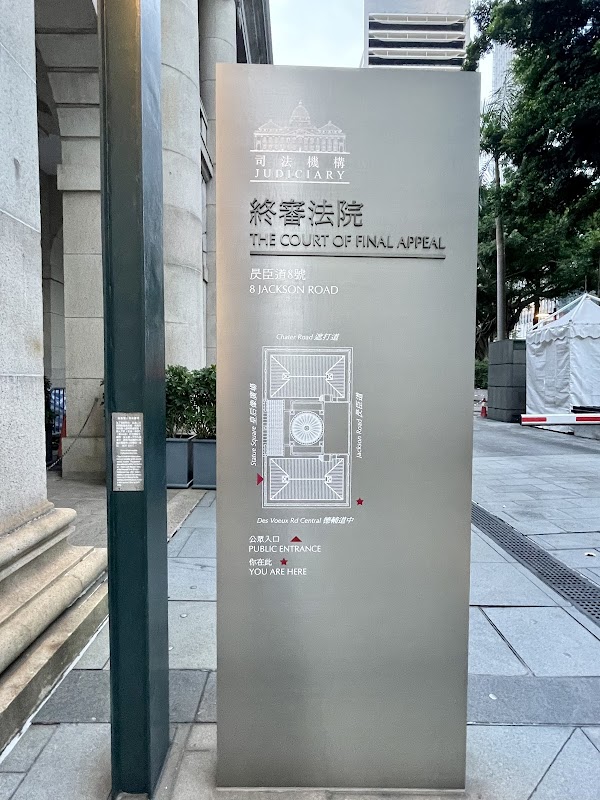 司法機構
JUDICIARY
終審法院
THE COURT OF FINAL APPEAL
昃臣道8號
8 JACKSON ROAD
Chater Road 遮打道
Statue Square 皇后像廣場
Jackson Road 昃臣道
Des Voeux Rd Central 德輔道中
公眾入口
PUBLIC ENTRANCE
你在此
YOU ARE HERE